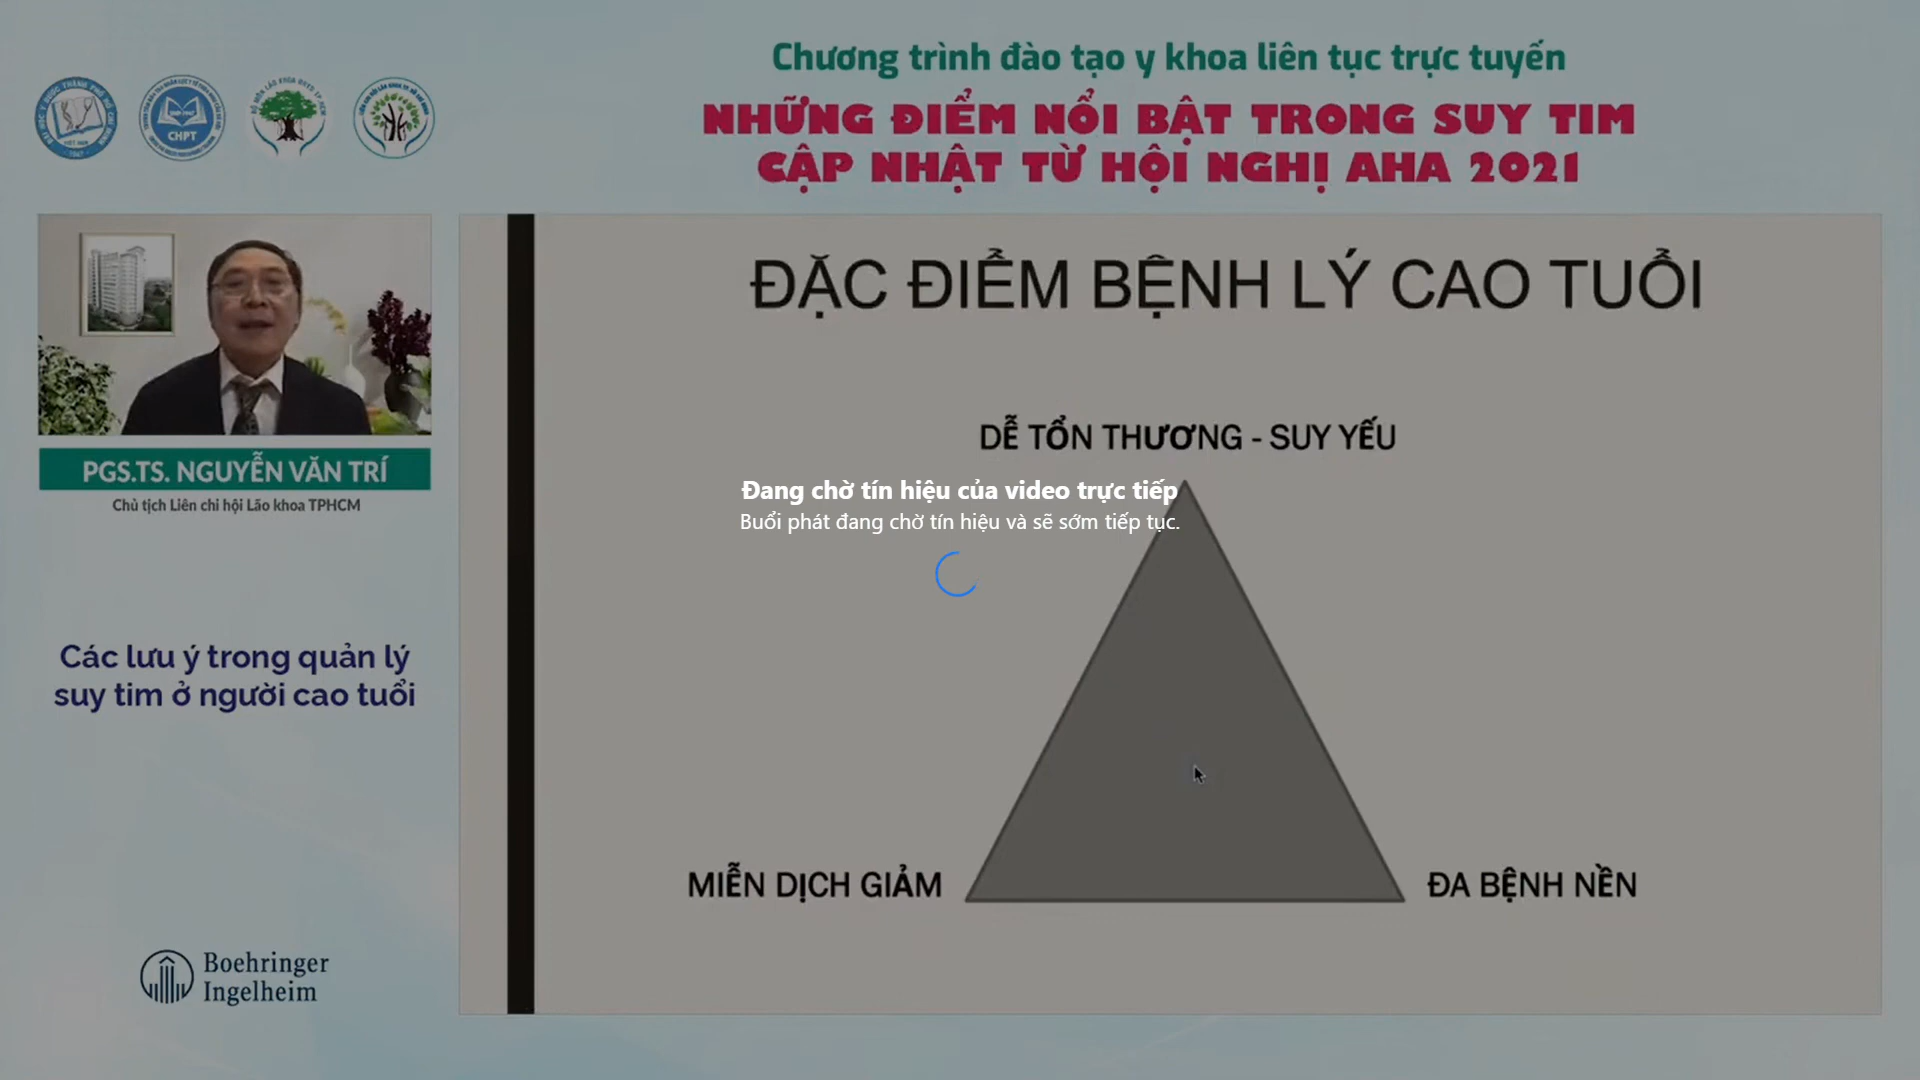 Chương trình đào tạo y khoa liên tục trực tuyến
NHỮNG ĐIỂM NỔI BẬT TRONG SUY TIM
CẬP NHẬT TỪ HỘI NGHỊ AHA 2021
CHPT
PGS.TS. NGUYỄN VĂN TRÍ
Chủ tịch Liên chi hội Lão khoa TPHCM
Các lưu ý trong quản lý
suy tim ở người cao tuổi
Boehringer
Ingelheim
ĐẶC ĐIỂM BỆNH LÝ CAO TUỔI
DỄ TỔN THƯƠNG - SUY YẾU
Đang chờ tín hiệu của video trực tiếp
Buổi phát đang chờ tín hiệu và sẽ sớm tiếp tục.
MIỄN DỊCH GIẢM
ĐA BỆNH NỀN